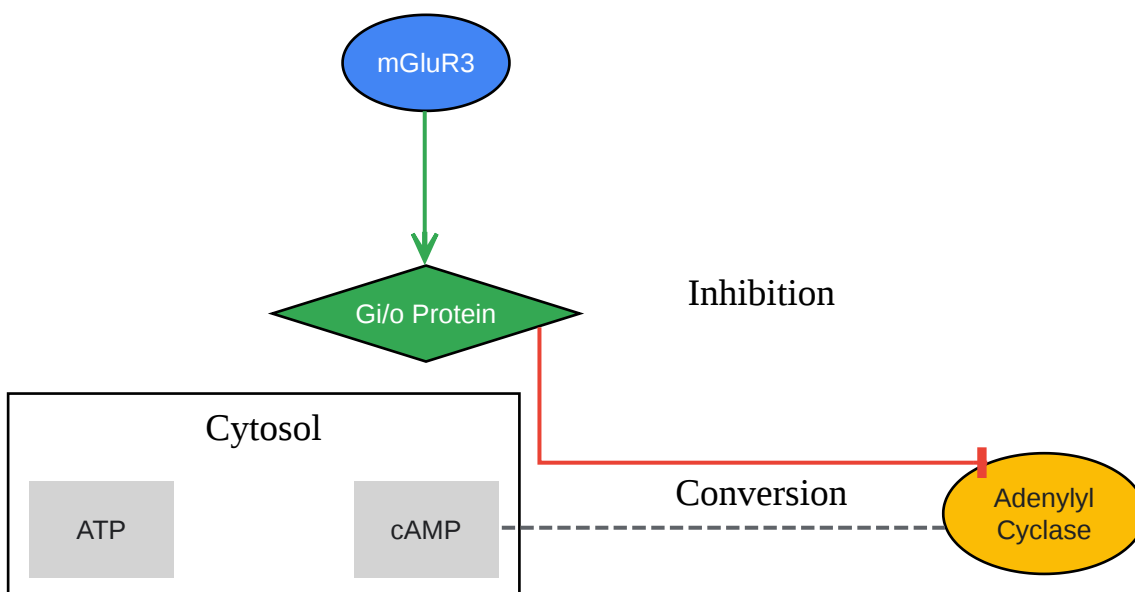 mGluR3
Inhibition
Gi/o Protein
Cytosol
Conversion
ATP
cAMP
Adenylyl
Cyclase